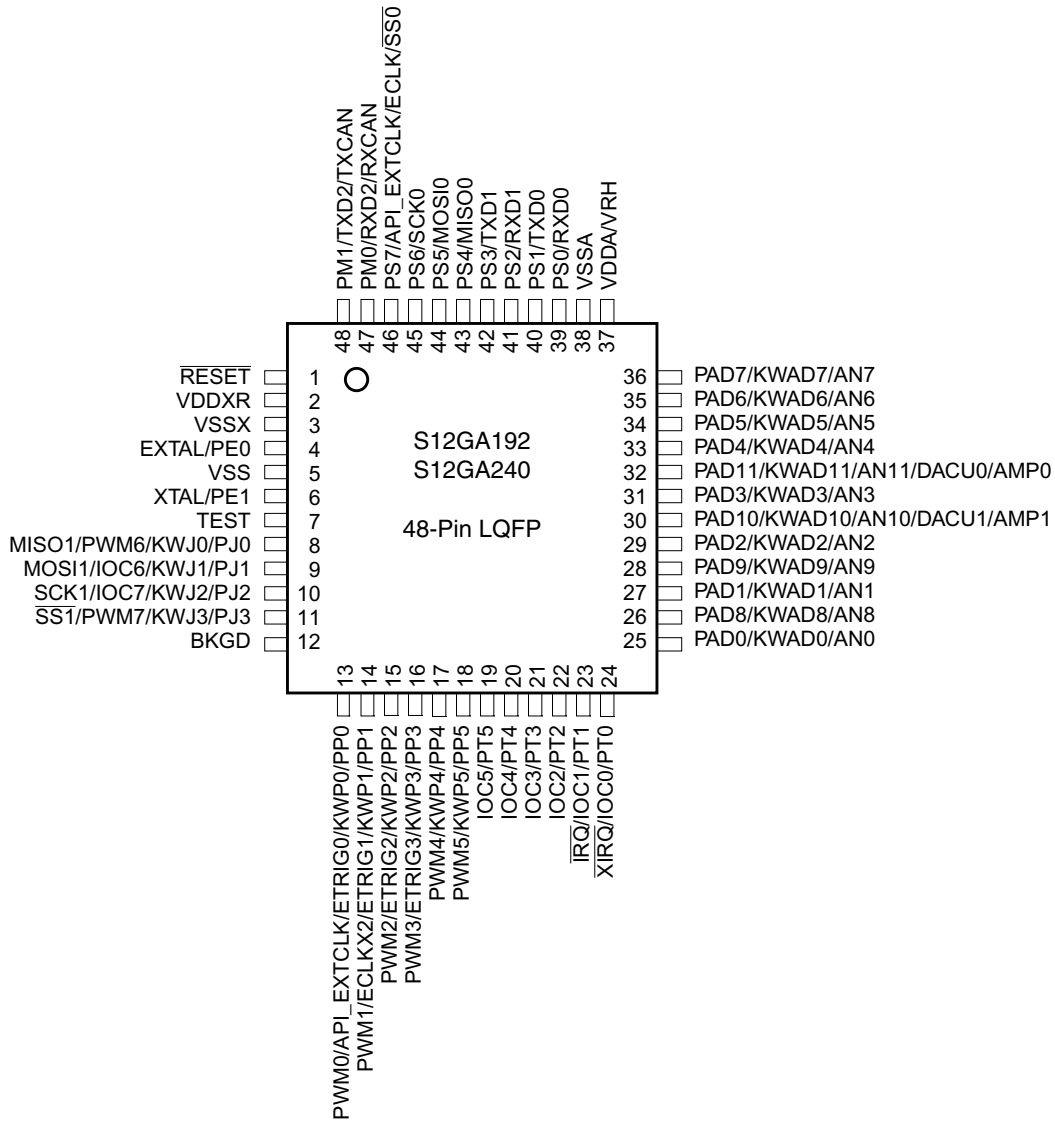 PM1/TXD2/TXCAN
PM0/RXD2/RXCAN
PS7/API_EXTCLK/ECLK/SS0
PS6/SCK0
PS5/MOSI0
PS4/MISO0
PS3/TXD1
PS2/RXD1
PS1/TXD0
PS0/RXD0
VSSA
VDDA/VRH
48
47
46
45
44
43
42
41
40
39
38
37
RESET 1
VDDXR 2
VSSX 3
EXTAL/PE0 4
VSS 5
XTAL/PE1 6
TEST 7
MISO1/PWM6/KWJ0/PJ0 8
MOSI1/IOC6/KWJ1/PJ1 9
SCK1/IOC7/KWJ2/PJ2 10
SS1/PWM7/KWJ3/PJ3 11
BKGD 12
S12GA192
S12GA240
48-Pin LQFP
36 PAD7/KWAD7/AN7
35 PAD6/KWAD6/AN6
34 PAD5/KWAD5/AN5
33 PAD4/KWAD4/AN4
32 PAD11/KWAD11/AN11/DACU0/AMP0
31 PAD3/KWAD3/AN3
30 PAD10/KWAD10/AN10/DACU1/AMP1
29 PAD2/KWAD2/AN2
28 PAD9/KWAD9/AN9
27 PAD1/KWAD1/AN1
26 PAD8/KWAD8/AN8
25 PAD0/KWAD0/AN0
13
14
15
16
17
18
19
20
21
22
23
24
PWM0/API_EXTCLK/ETRIG0/KWP0/PP0
PWM1/ECLKX2/ETRIG1/KWP1/PP1
PWM2/ETRIG2/KWP2/PP2
PWM3/ETRIG3/KWP3/PP3
PWM4/KWP4/PP4
PWM5/KWP5/PP5
IOC5/PT5
IOC4/PT4
IOC3/PT3
IOC2/PT2
IRQ/IOC1/PT1
XIRQ/IOC0/PT0